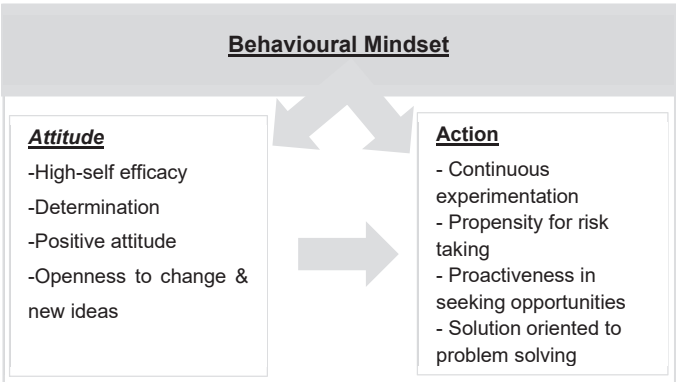 Behavioural Mindset
Attitude
-High-self efficacy
-Determination
-Positive attitude
-Openness to change &
new ideas
Action
- Continuous
experimentation
- Propensity for risk
taking
- Proactiveness in
seeking opportunities
- Solution oriented to
problem solving